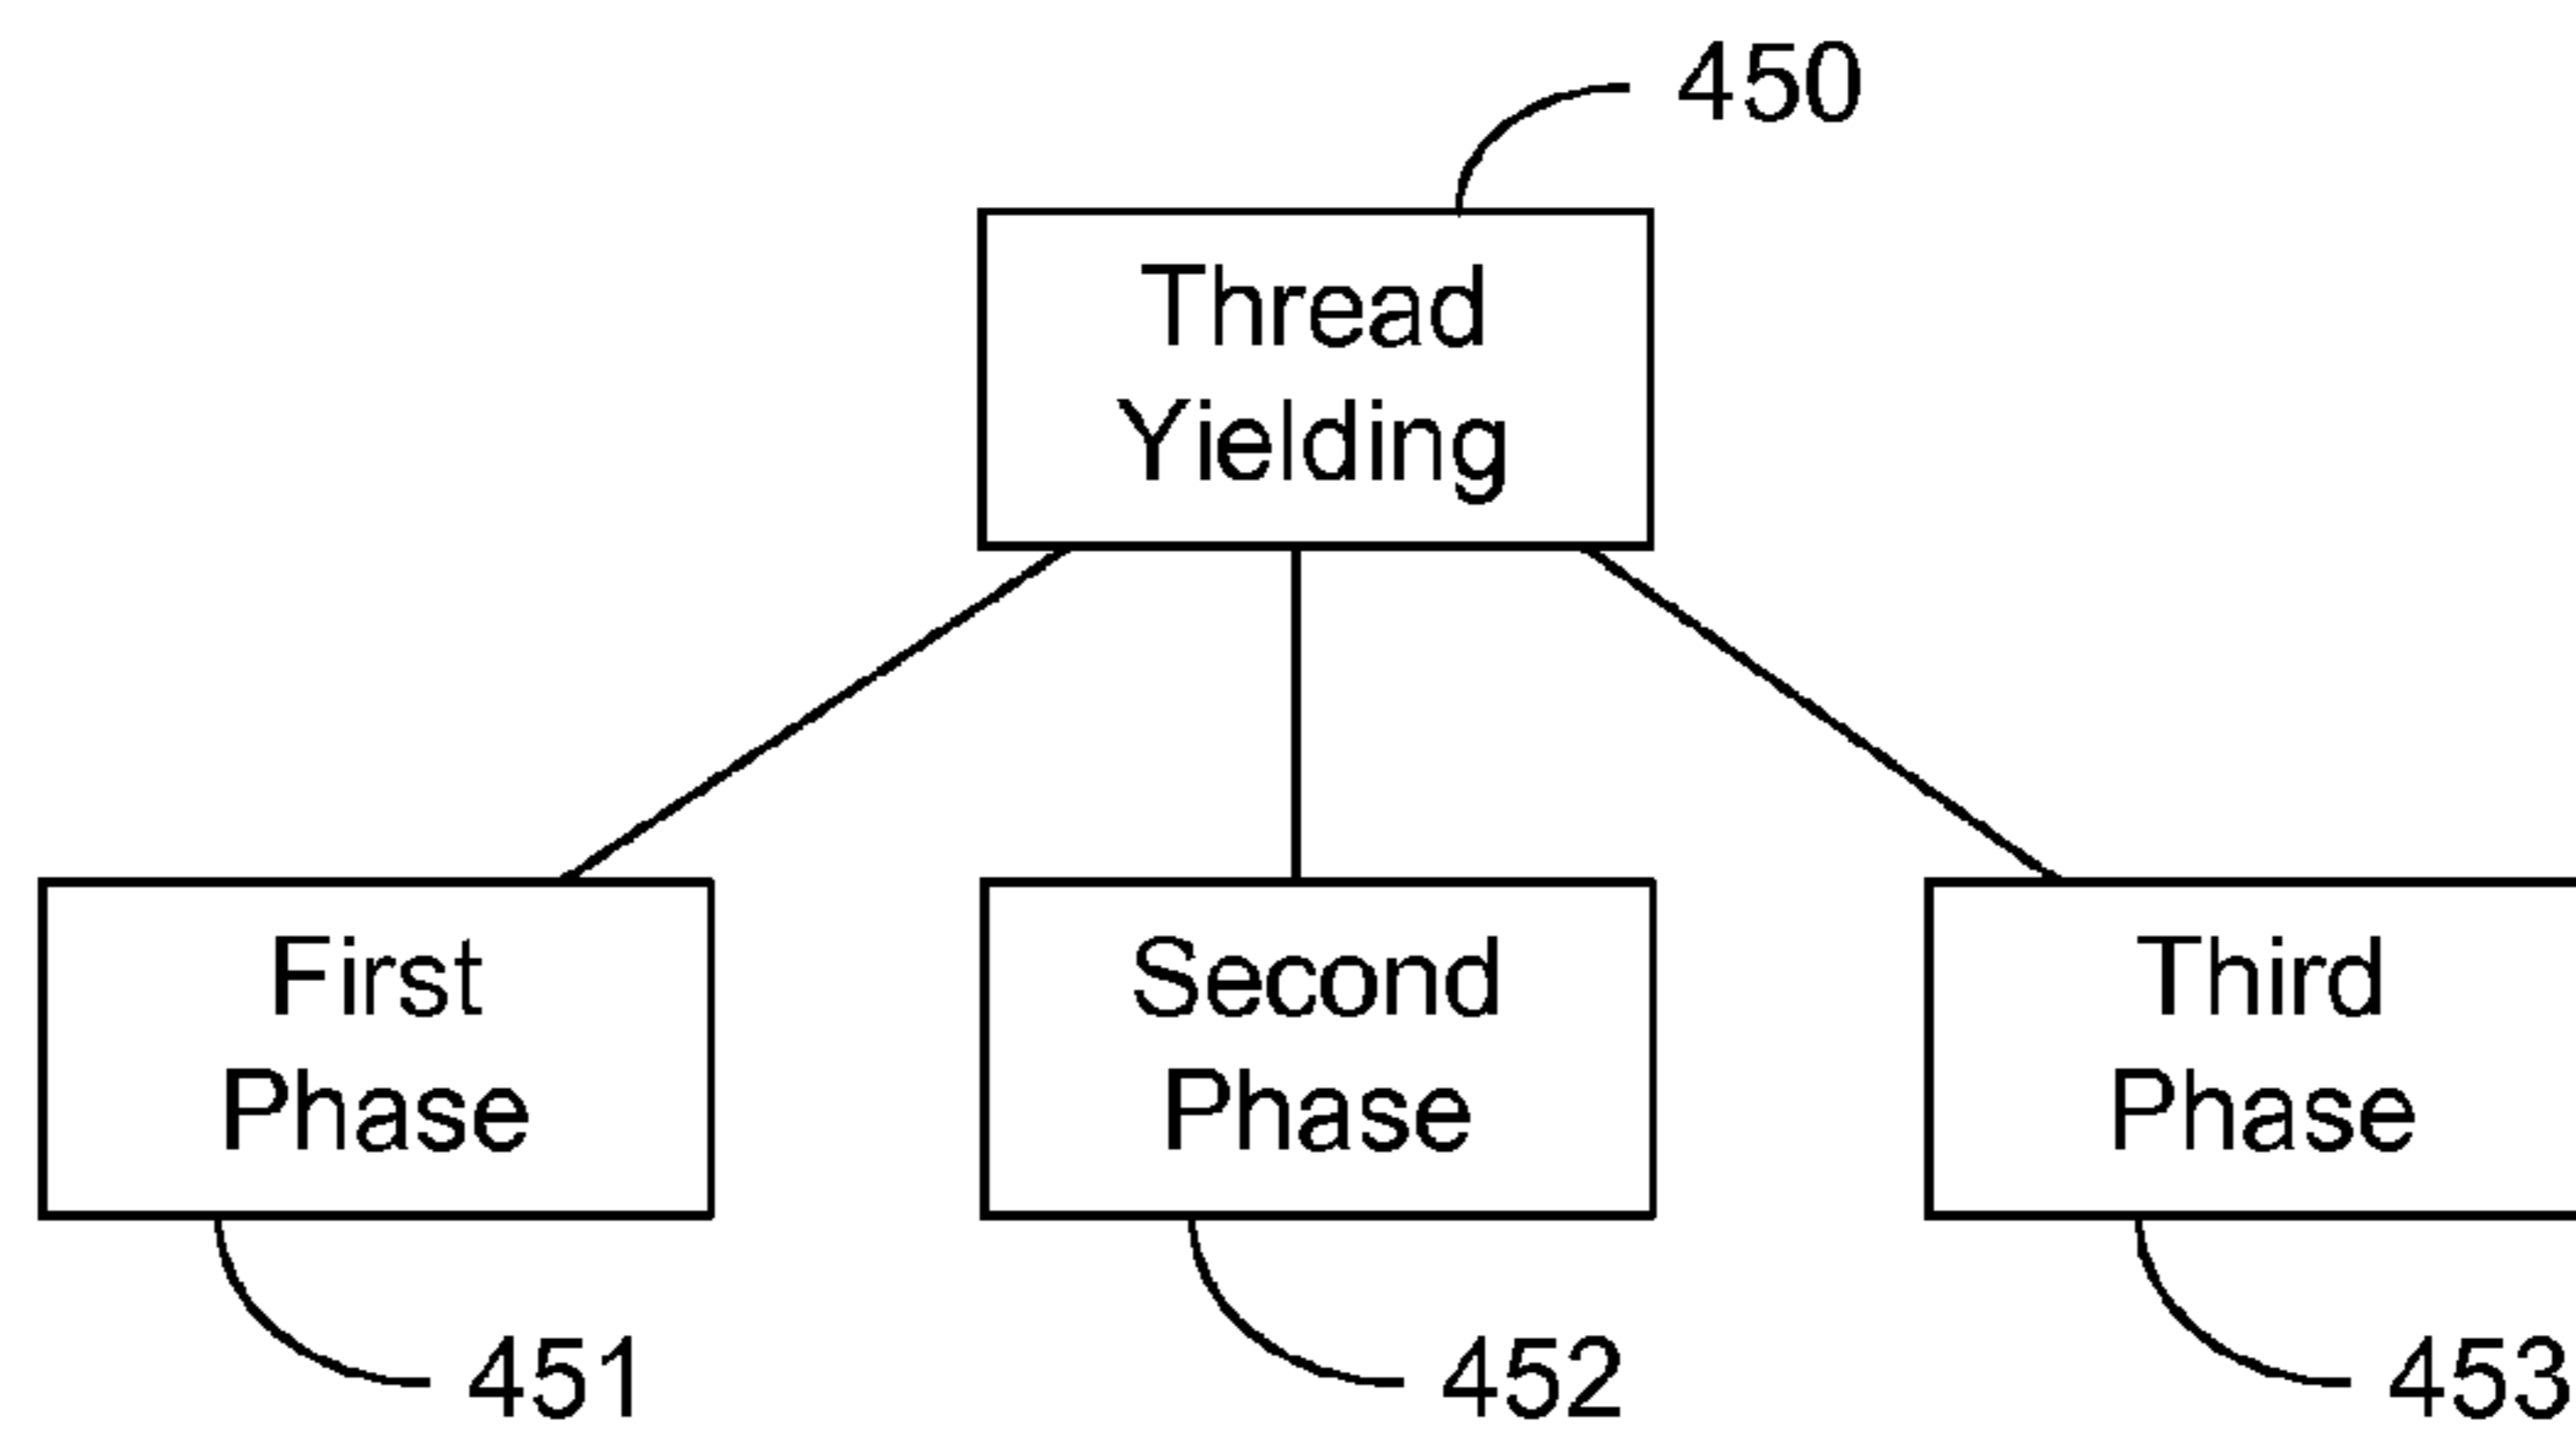 450
Thread
Yielding
First
Phase
Second
Phase
Third
Phase
451
452
453